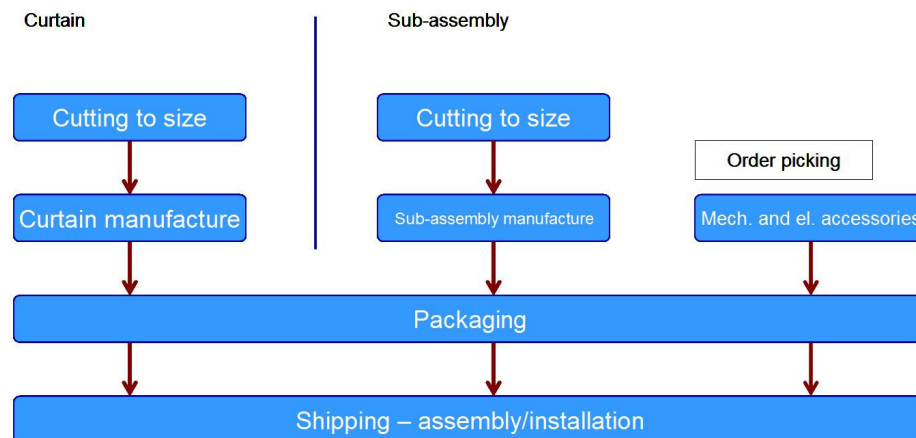 Curtain
Sub-assembly
Cutting to size
Cutting to size
Order picking
Curtain manufacture
Sub-assembly manufacture
Mech. and el. accessories
Packaging
Shipping – assembly/installation